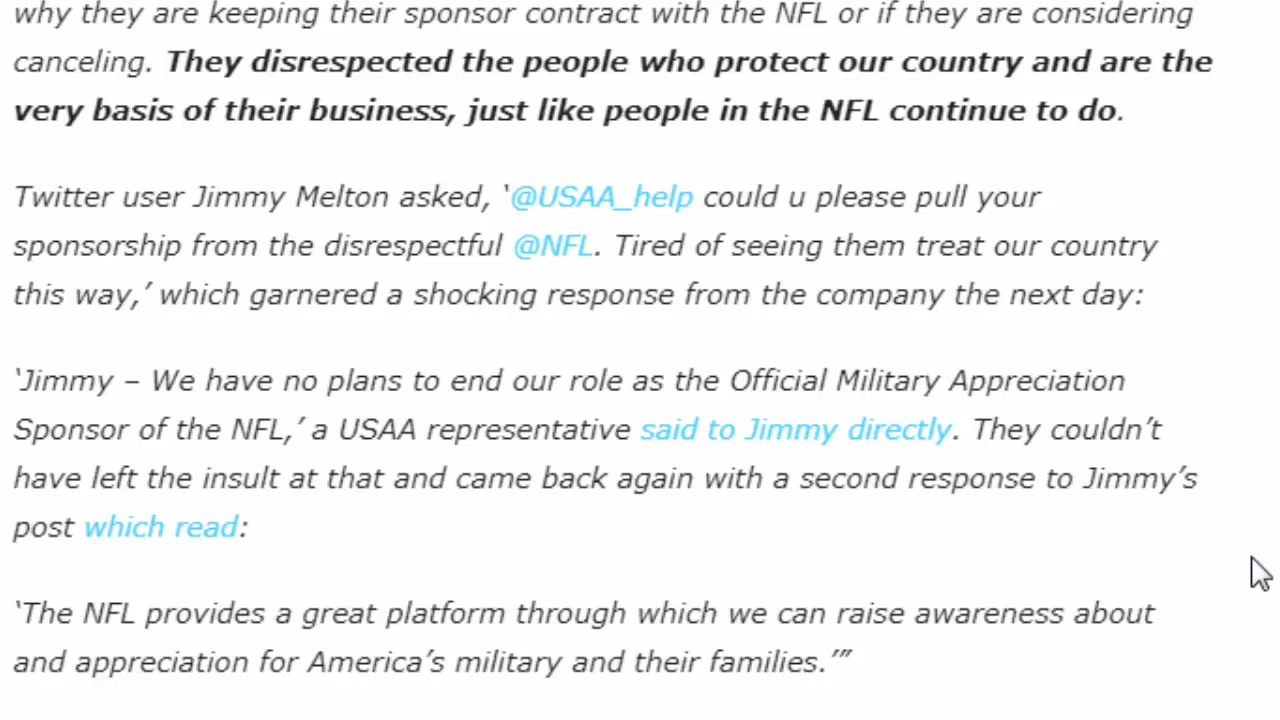 why they are keeping their sponsor contract with the NFL or if they are considering
canceling. They disrespected the people who protect our country and are the
very basis of their business, just like people in the NFL continue to do.
Twitter user Jimmy Melton asked, ‘@USAA_help could u please pull your
sponsorship from the disrespectful @NFL. Tired of seeing them treat our country
this way,’ which garnered a shocking response from the company the next day:
‘Jimmy – We have no plans to end our role as the Official Military Appreciation
Sponsor of the NFL,’ a USAA representative said to Jimmy directly. They couldn’t
have left the insult at that and came back again with a second response to Jimmy’s
post which read:
‘The NFL provides a great platform through which we can raise awareness about
and appreciation for America’s military and their families.’”